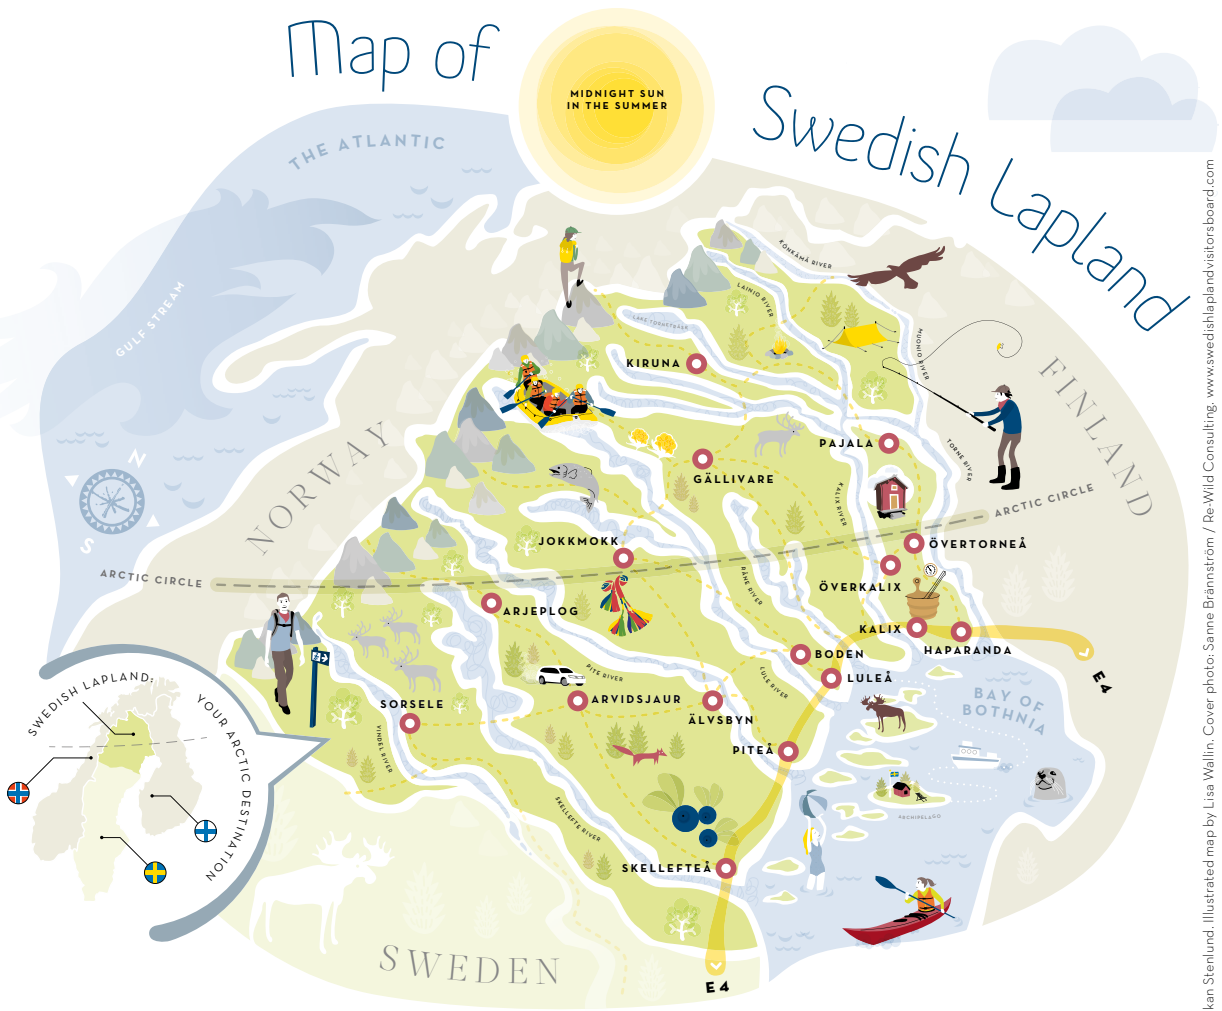 Map of
Swedish Lapland
MIDNIGHT SUN
IN THE SUMMER
THE ATLANTIC
GULF STREAM
N
S
NORWAY
FINLAND
SWEDEN
KÖNKÄMÄ RIVER
LAINIO RIVER
LAKE TORNETRÄSK
MUONIO RIVER
KIRUNA
PAJALA
TORNE RIVER
GÄLLIVARE
KALIX RIVER
ARCTIC CIRCLE
JOKKMOKK
ÖVERTORNEÅ
ARCTIC CIRCLE
RÅNE RIVER
ÖVERKALIX
ARJEPLOG
KALIX
HAPARANDA
BODEN
LULEÅ
E4
PITE RIVER
LULE RIVER
SORSELE
ARVIDSJAUR
ÄLVSBYN
BAY OF
BOTHNIA
PITEÅ
VINDEL RIVER
SKELLEFTE RIVER
ARCHIPELAGO
SKELLEFTEÅ
E4
SWEDISH LAPLAND:
YOUR ARCTIC DESTINATION
kan Stenlund. Illustrated map by Lisa Wallin. Cover photo: Sanne Brännström / Re-Wild Consulting. www.swedishlaplandvisitorsboard.com